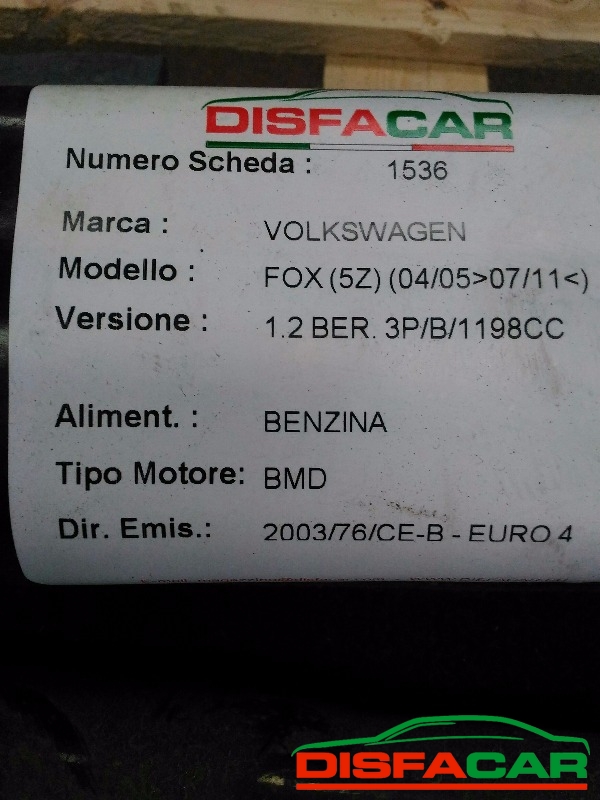 DISFACAR
Numero Scheda : 1536
Marca : VOLKSWAGEN
Modello : FOX (5Z) (04/05>07/11<)
Versione : 1.2 BER. 3P/B/1198CC
Aliment. : BENZINA
Tipo Motore: BMD
Dir. Emis.: 2003/76/CE-B - EURO 4
DISFACAR